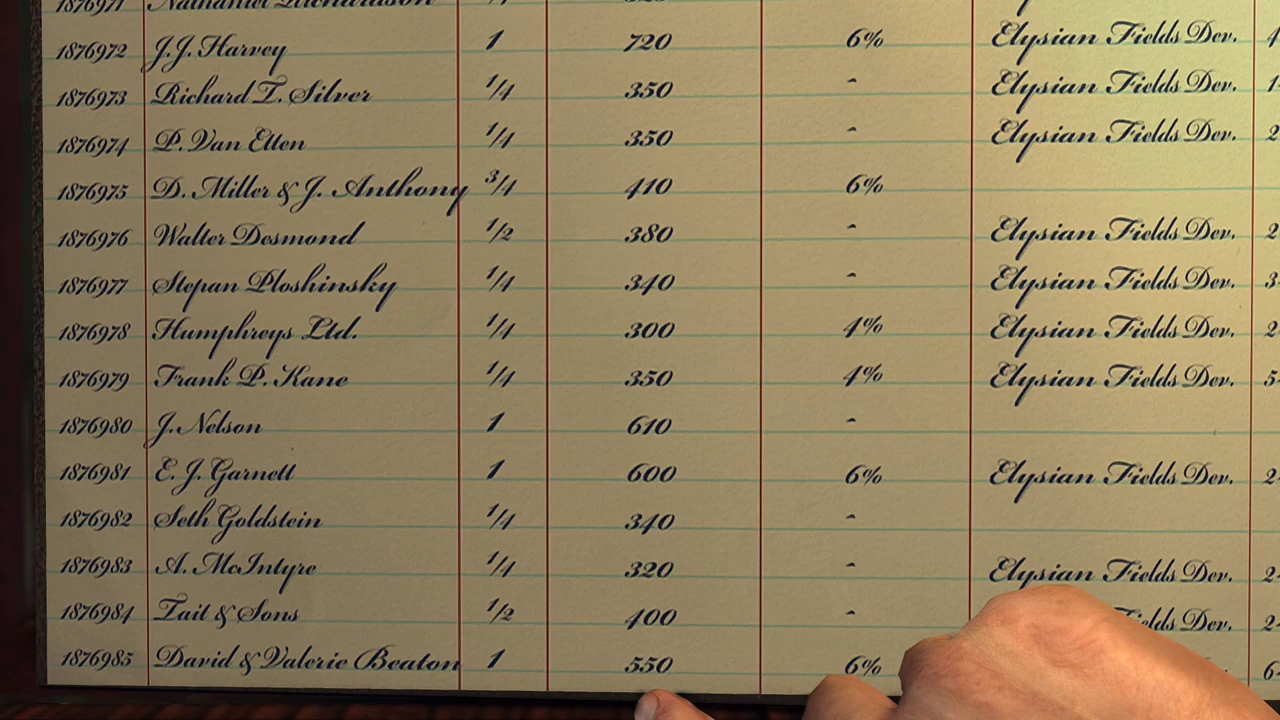 1876971 Nathaniel Richardson
1876972 J.J. Harvey 1 720 6% Elysian Fields Dev.
1876973 Richard T. Silver 1/4 350 - Elysian Fields Dev.
1876974 P. Van Etten 1/4 350 - Elysian Fields Dev.
1876975 D. Miller & J. Anthony 3/4 410 6%
1876976 Walter Desmond 1/2 380 - Elysian Fields Dev.
1876977 Stepan Ploshinsky 1/4 340 - Elysian Fields Dev.
1876978 Humphreys Ltd. 1/4 300 4% Elysian Fields Dev.
1876979 Frank P. Kane 1/4 350 4% Elysian Fields Dev.
1876980 J. Nelson 1 610 -
1876981 E. J. Garnett 1 600 6% Elysian Fields Dev.
1876982 Seth Goldstein 1/4 340 -
1876983 A. McIntyre 1/4 320 - Elysian Fields Dev.
1876984 Tait & Sons 1/2 400 - Dev.
1876985 David & Valerie Beaton 1 550 6%